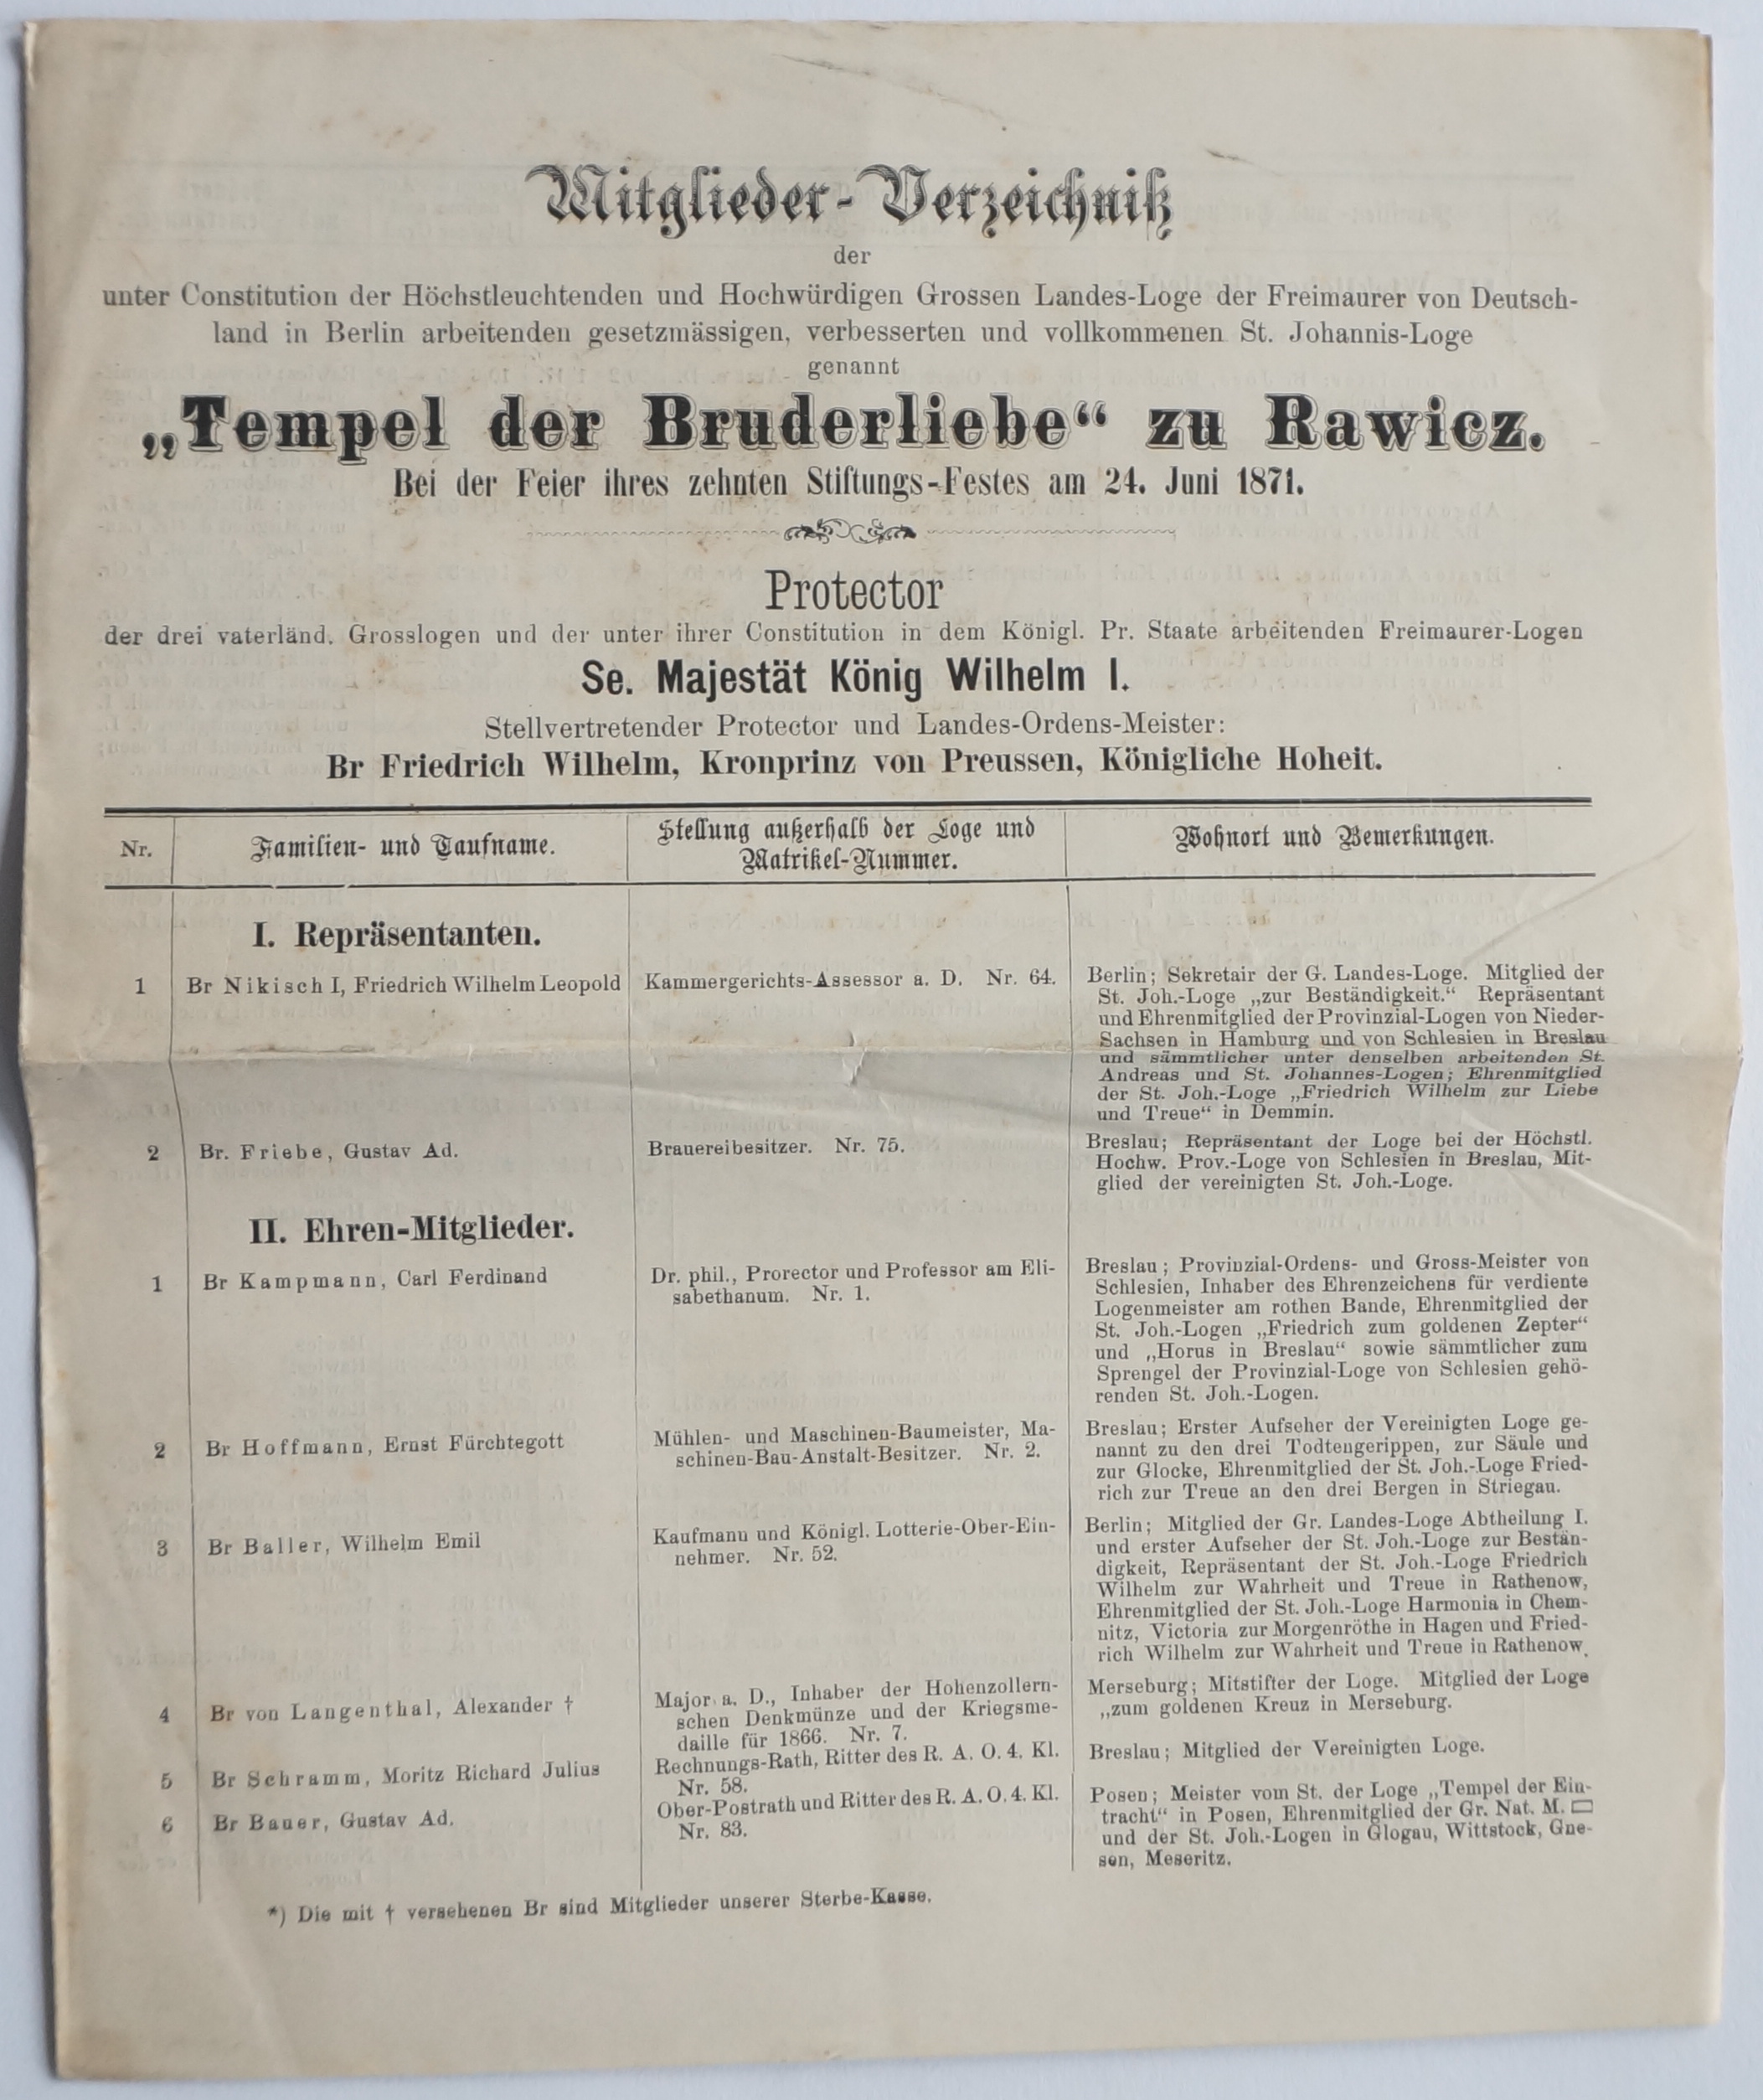 Mitglieder-Verzeichniß
der
unter Constitution der Höchstleuchtenden und Hochwürdigen Grossen Landes-Loge der Freimaurer von Deutsch-
land in Berlin arbeitenden gesetzmässigen, verbesserten und vollkommenen St. Johannis-Loge
genannt
„Tempel der Bruderliebe“ zu Rawicz.
Bei der Feier ihres zehnten Stiftungs-Festes am 24. Juni 1871.
Protector
der drei vaterländ. Grosslogen und der unter ihrer Constitution in dem Königl. Pr. Staate arbeitenden Freimaurer-Logen
Se. Majestät König Wilhelm I.
Stellvertretender Protector und Landes-Ordens-Meister:
Br Friedrich Wilhelm, Kronprinz von Preussen, Königliche Hoheit.
Nr.
Familien- und Taufname.
Stellung außerhalb der Loge und
Matrikel-Nummer.
Wohnort und Bemerkungen.
I. Repräsentanten.
1
Br Nikisch I, Friedrich Wilhelm Leopold
Kammergerichts-Assessor a. D. Nr. 64.
Berlin; Sekretair der G. Landes-Loge. Mitglied der
St. Joh.-Loge „zur Beständigkeit.“ Repräsentant
und Ehrenmitglied der Provinzial-Logen von Nieder-
Sachsen in Hamburg und von Schlesien in Breslau
und sämmtlicher unter denselben arbeitenden St.
Andreas und St. Johannes-Logen; Ehrenmitglied
der St. Joh.-Loge „Friedrich Wilhelm zur Liebe
und Treue“ in Demmin.
2
Br. Friebe, Gustav Ad.
Brauereibesitzer. Nr. 75.
Breslau; Repräsentant der Loge bei der Höchstl.
Hochw. Prov.-Loge von Schlesien in Breslau, Mit-
glied der vereinigten St. Joh.-Loge.
II. Ehren-Mitglieder.
1
Br Kampmann, Carl Ferdinand
Dr. phil., Prorector und Professor am Eli-
sabethanum. Nr. 1.
Breslau; Provinzial-Ordens- und Gross-Meister von
Schlesien, Inhaber des Ehrenzeichens für verdiente
Logenmeister am rothen Bande, Ehrenmitglied der
St. Joh.-Logen „Friedrich zum goldenen Zepter“
und „Horus in Breslau“ sowie sämmtlicher zum
Sprengel der Provinzial-Loge von Schlesien gehö-
renden St. Joh.-Logen.
2
Br Hoffmann, Ernst Fürchtegott
Mühlen- und Maschinen-Baumeister, Ma-
schinen-Bau-Anstalt-Besitzer. Nr. 2.
Breslau; Erster Aufseher der Vereinigten Loge ge-
nannt zu den drei Todtengerippen, zur Säule und
zur Glocke, Ehrenmitglied der St. Joh.-Loge Fried-
rich zur Treue an den drei Bergen in Striegau.
3
Br Baller, Wilhelm Emil
Kaufmann und Königl. Lotterie-Ober-Ein-
nehmer. Nr. 52.
Berlin; Mitglied der Gr. Landes-Loge Abtheilung I.
und erster Aufseher der St. Joh.-Loge zur Bestän-
digkeit, Repräsentant der St. Joh.-Loge Friedrich
Wilhelm zur Wahrheit und Treue in Rathenow,
Ehrenmitglied der St. Joh.-Loge Harmonia in Chem-
nitz, Victoria zur Morgenröthe in Hagen und Fried-
rich Wilhelm zur Wahrheit und Treue in Rathenow.
4
Br von Langenthal, Alexander †
Major a. D., Inhaber der Hohenzollern-
schen Denkmünze und der Kriegsme-
daille für 1866. Nr. 7.
Merseburg; Mitstifter der Loge. Mitglied der Loge
„zum goldenen Kreuz in Merseburg.
5
Br Schramm, Moritz Richard Julius
Rechnungs-Rath, Ritter des R. A. O. 4. Kl.
Nr. 58.
Breslau; Mitglied der Vereinigten Loge.
6
Br Bauer, Gustav Ad.
Ober-Postrath und Ritter des R. A. O. 4. Kl.
Nr. 83.
Posen; Meister vom St. der Loge „Tempel der Ein-
tracht“ in Posen, Ehrenmitglied der Gr. Nat. M. ▭
und der St. Joh.-Logen in Glogau, Wittstock, Gne-
sen, Meseritz.
*) Die mit † versehenen Br sind Mitglieder unserer Sterbe-Kasse.